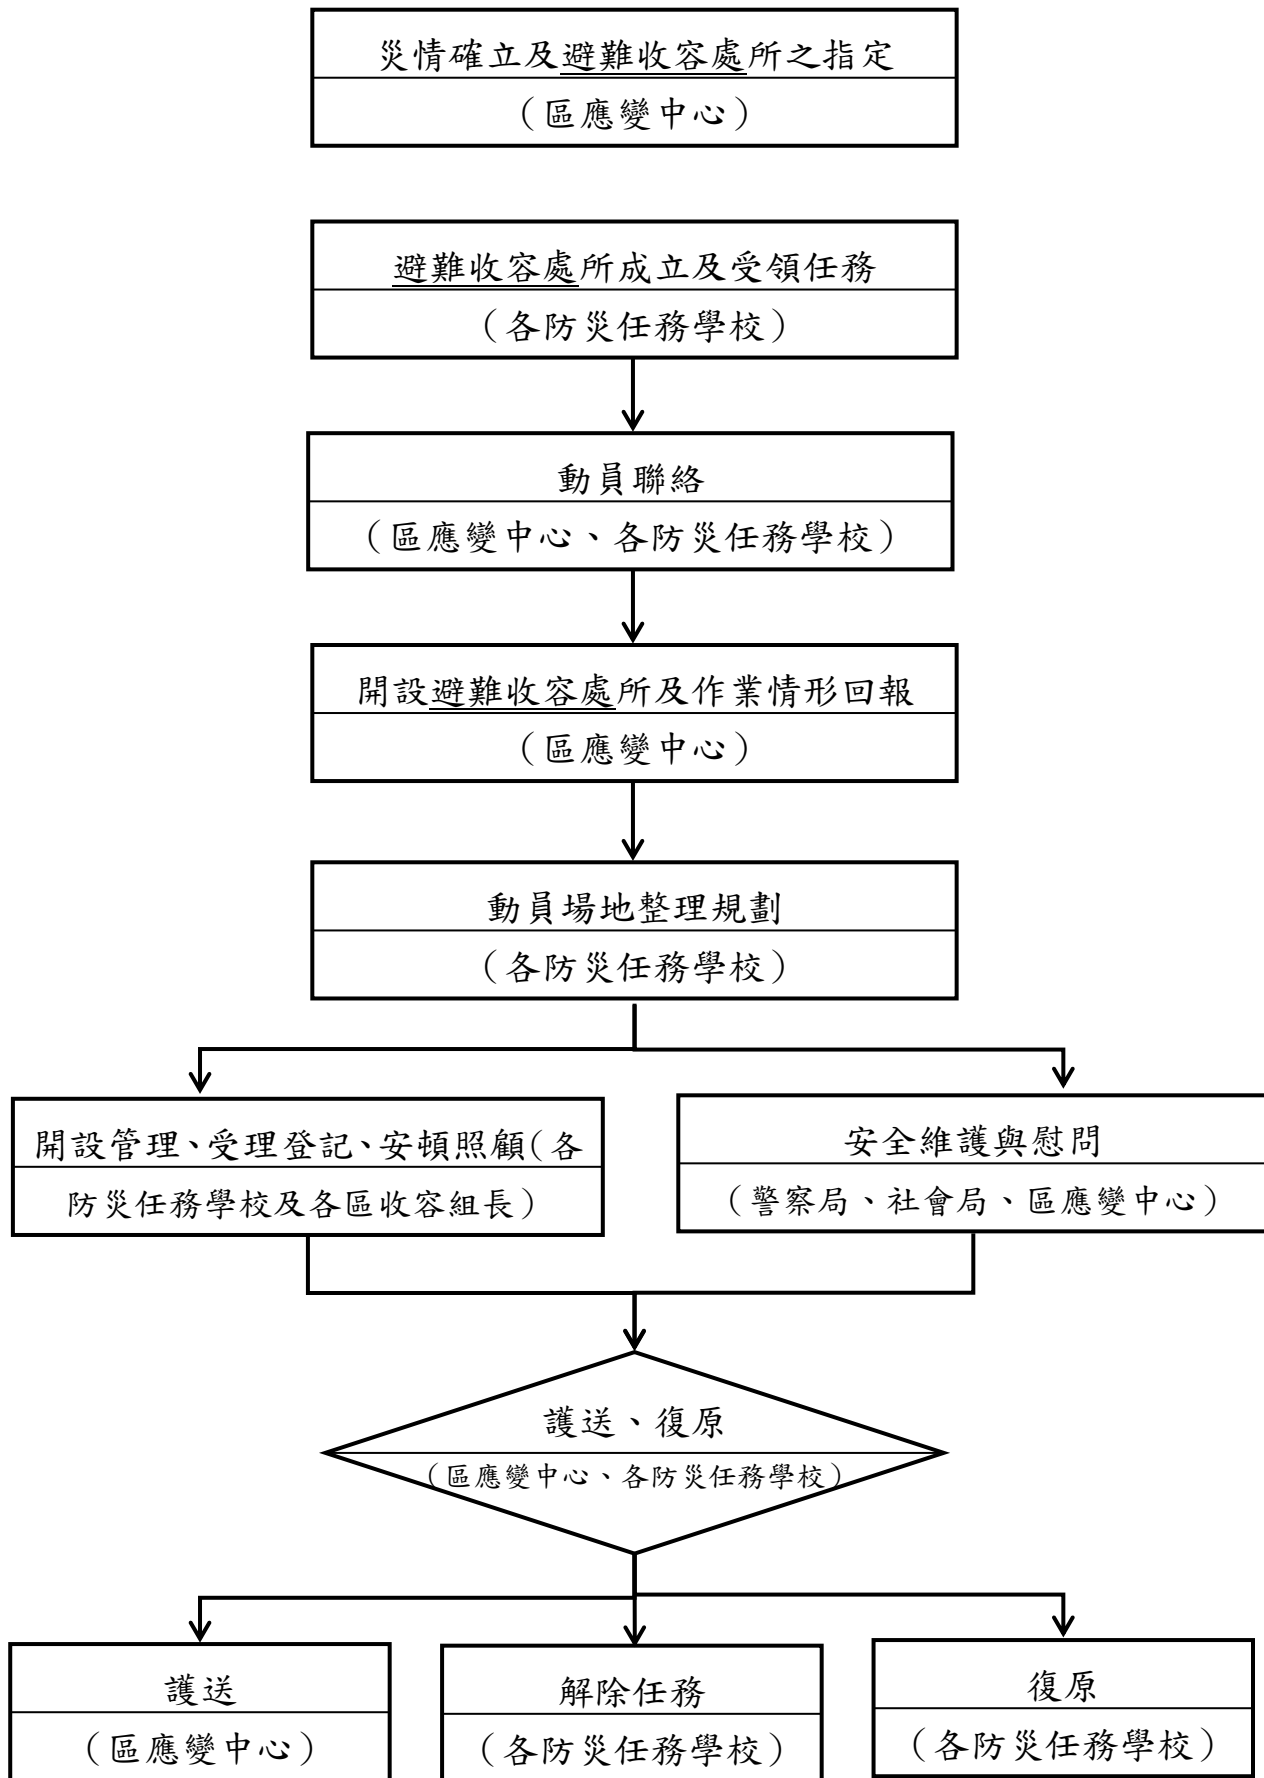 災情確立及避難收容處所之指定
（區應變中心）
避難收容處所成立及受領任務
（各防災任務學校）
動員聯絡
（區應變中心、各防災任務學校）
開設避難收容處所及作業情形回報
（區應變中心）
動員場地整理規劃
（各防災任務學校）
開設管理、受理登記、安頓照顧（各
防災任務學校及各區收容組長）
安全維護與慰問
（警察局、社會局、區應變中心）
護送、復原
（區應變中心、各防災任務學校）
護送
（區應變中心）
解除任務
（各防災任務學校）
復原
（各防災任務學校）